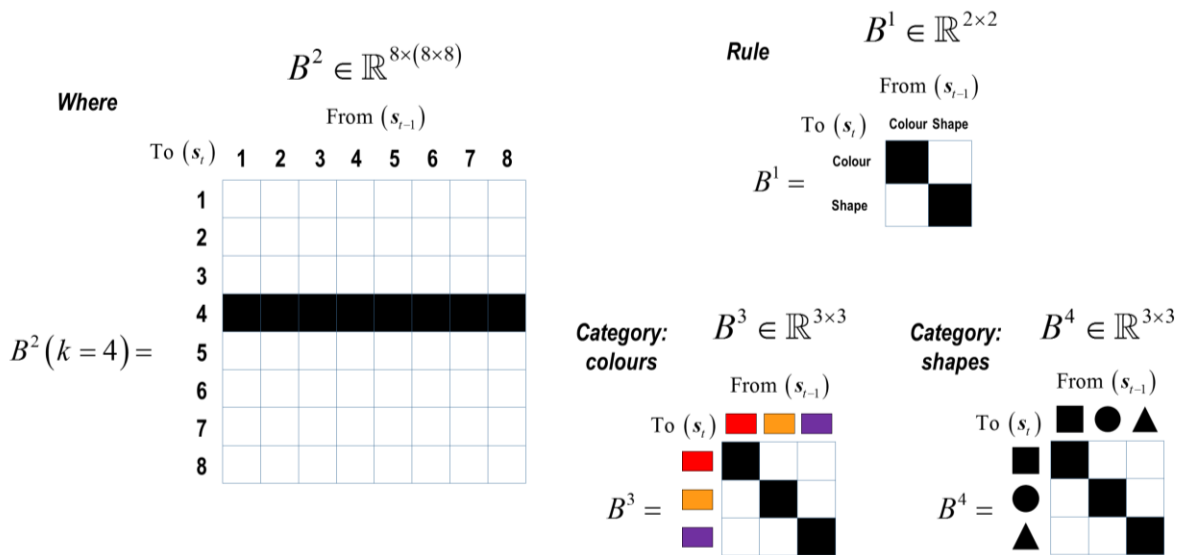 Where
B² ∈ ℝ^{8×(8×8)}
From (s_{t−1})
To (s_t) 1 2 3 4 5 6 7 8
1
2
3
4
5
6
7
8
B²(k = 4) =
Rule
B¹ ∈ ℝ^{2×2}
From (s_{t−1})
To (s_t) Colour Shape
Colour
Shape
B¹ =
Category:
colours
B³ ∈ ℝ^{3×3}
From (s_{t−1})
To (s_t)
B³ =
Category:
shapes
B⁴ ∈ ℝ^{3×3}
From (s_{t−1})
To (s_t)
B⁴ =